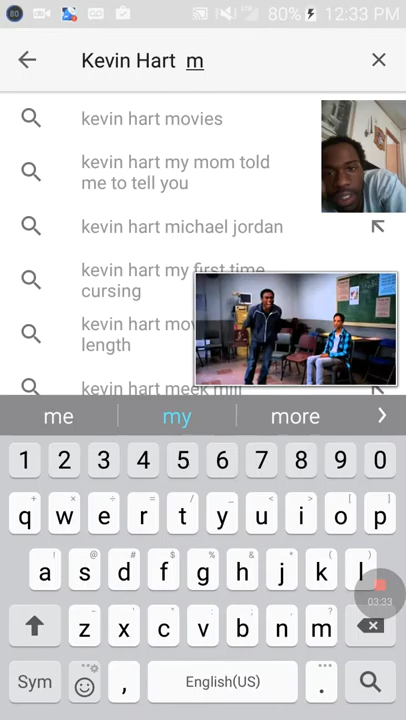 80 80% 12:33 PM
Kevin Hart m
kevin hart movies
kevin hart my mom told
me to tell you
kevin hart michael jordan
kevin hart my first time
cursing
kevin hart mov
length
kevin hart meek mill
me my more
1 2 3 4 5 6 7 8 9 0
+ × ÷ = / _ < > [ ]
q w e r t y u i o p
! @ # $ % ^ & * ( )
a s d f g h j k l
03:33
- ' " : ; , ?
z x c v b n m
Sym , English(US) .